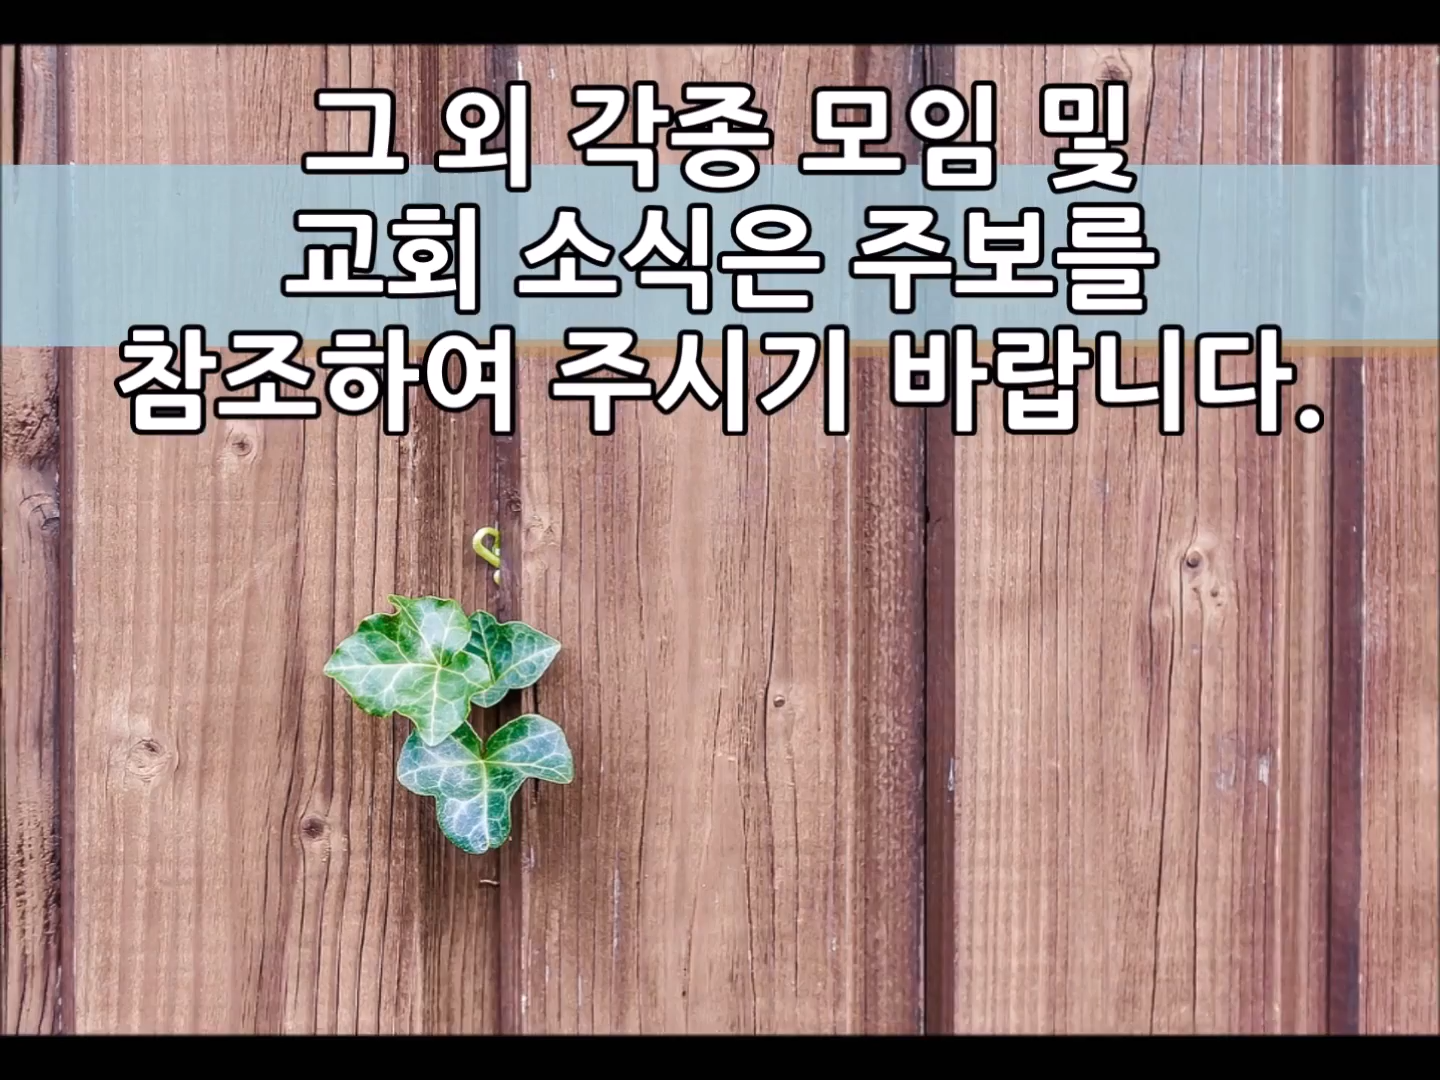 그 외 각종 모임 및
교회 소식은 주보를
참조하여 주시기 바랍니다.